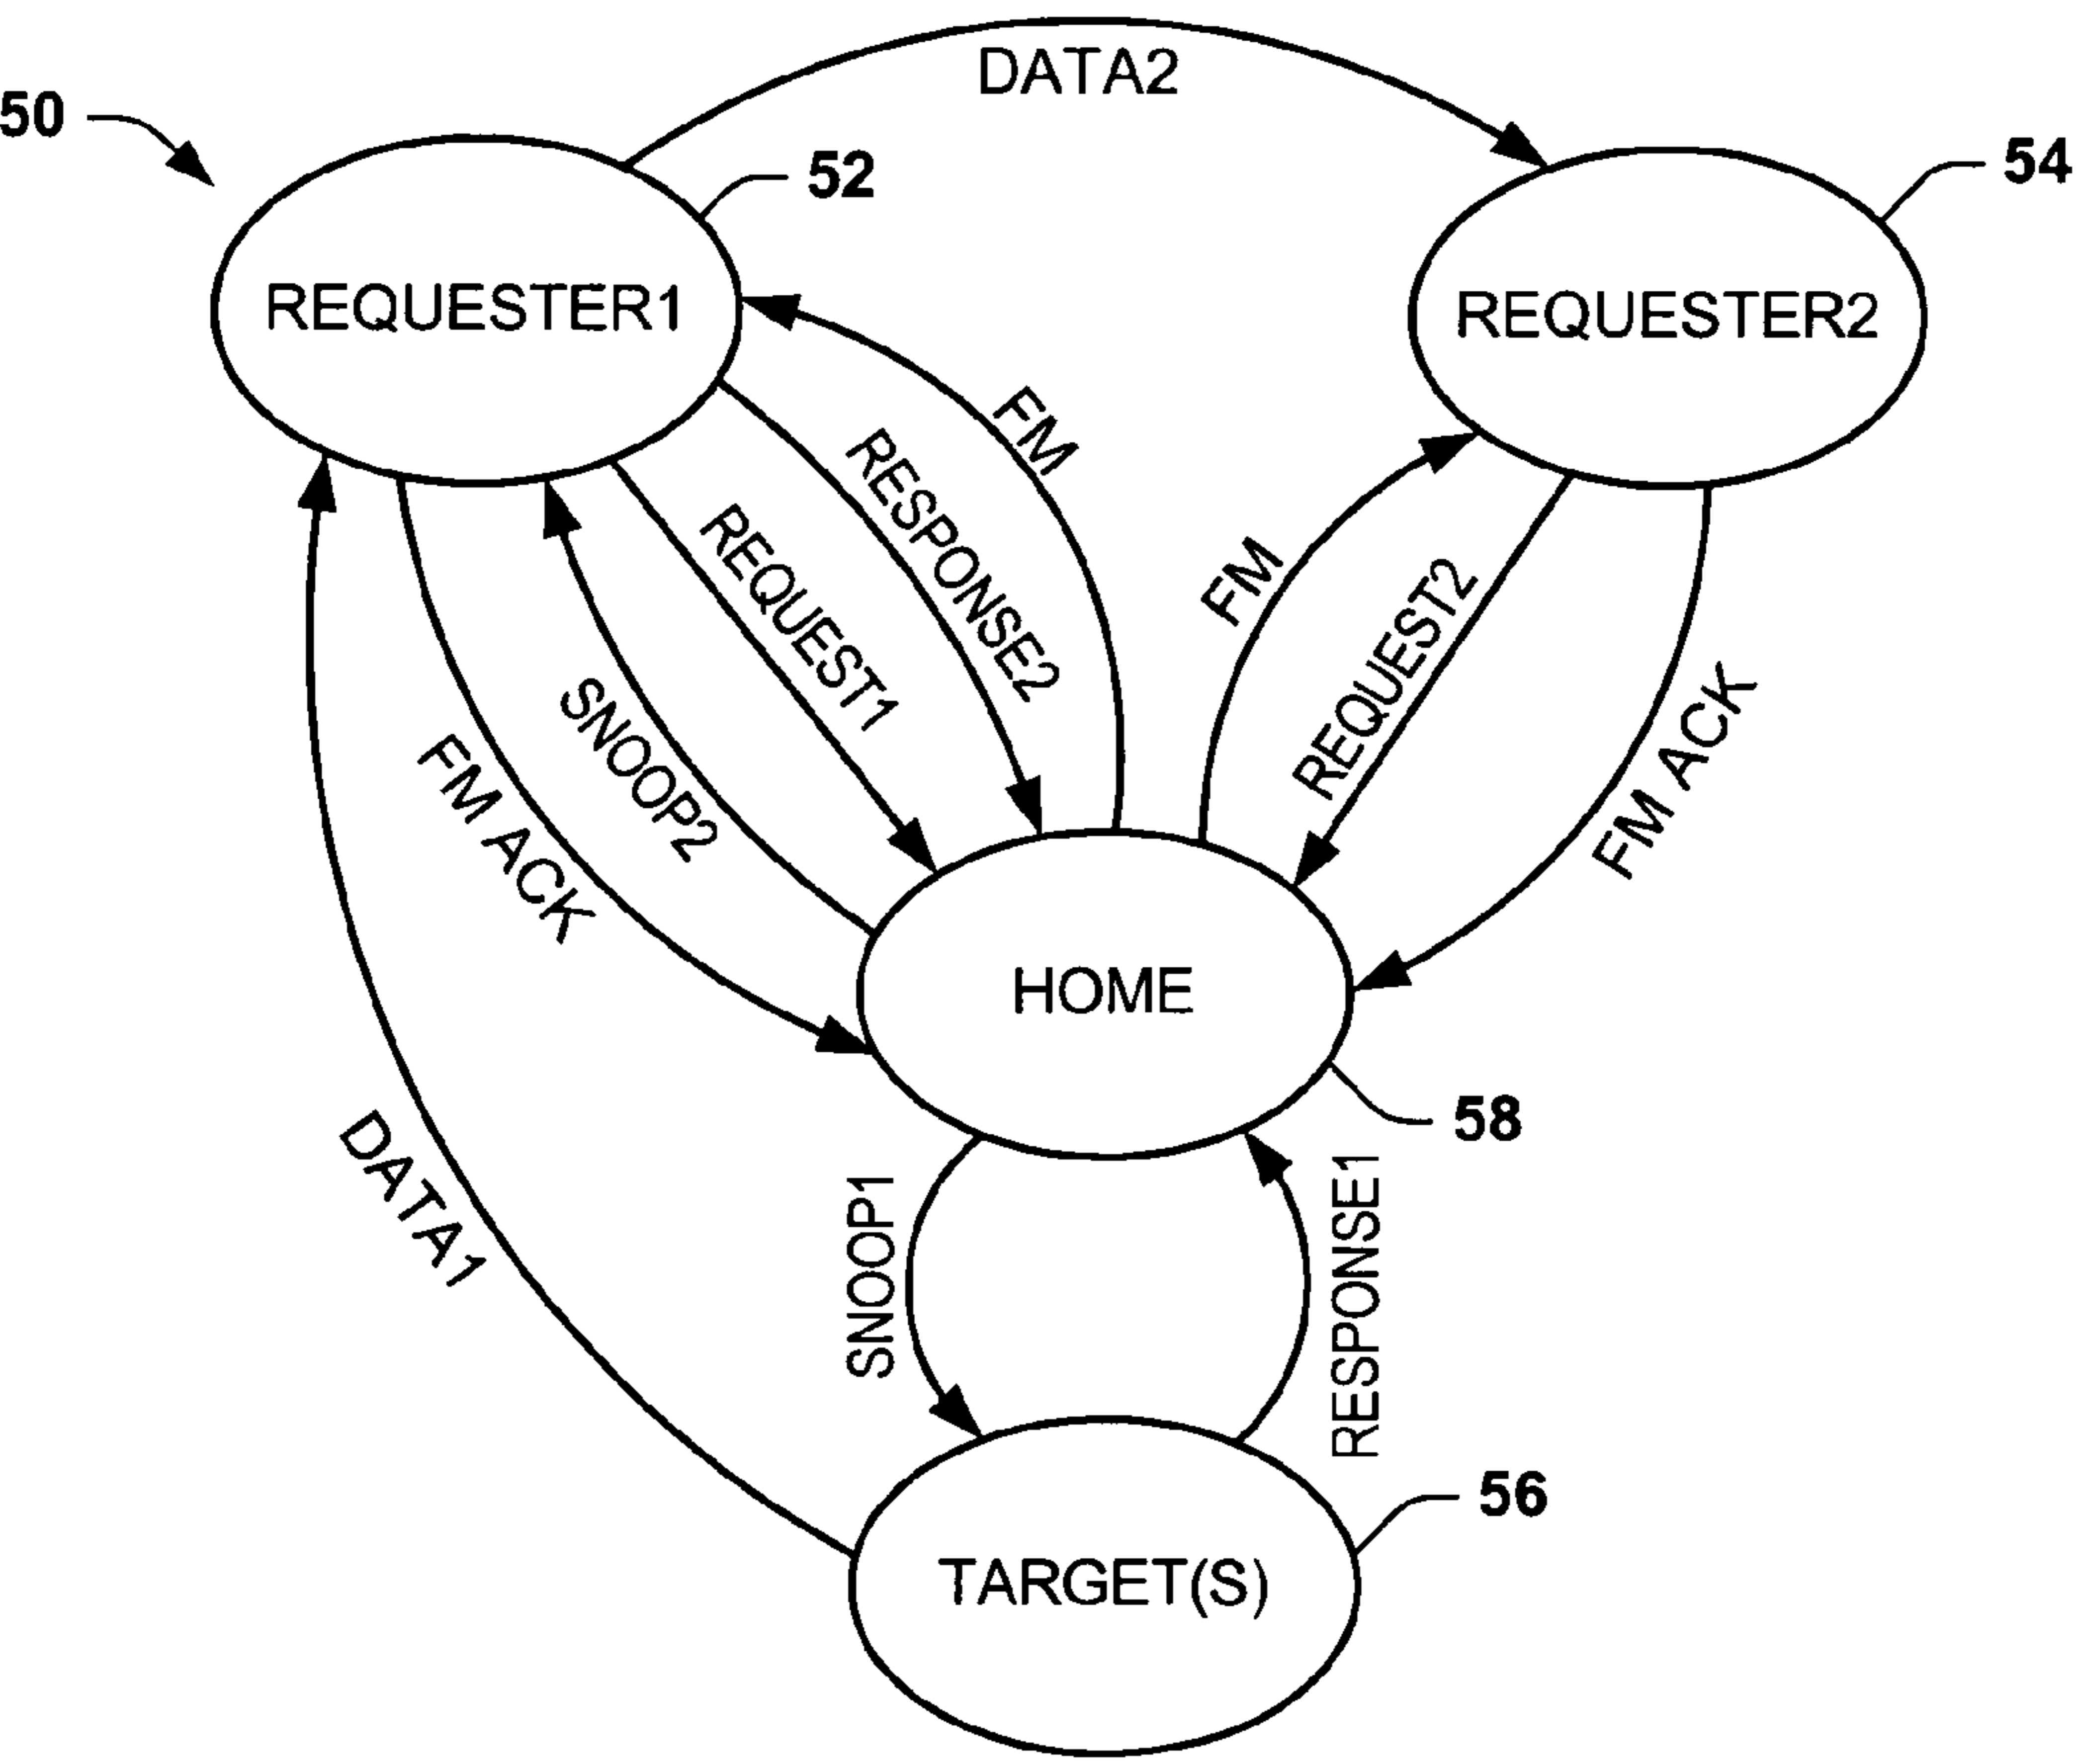 DATA2
50
52
54
REQUESTER1
REQUESTER2
FM
RESPONSE2
REQUEST1
SNOOP2
FM ACK
FM
REQUEST2
FM ACK
HOME
58
DATA1
SNOOP1
RESPONSE1
56
TARGET(S)